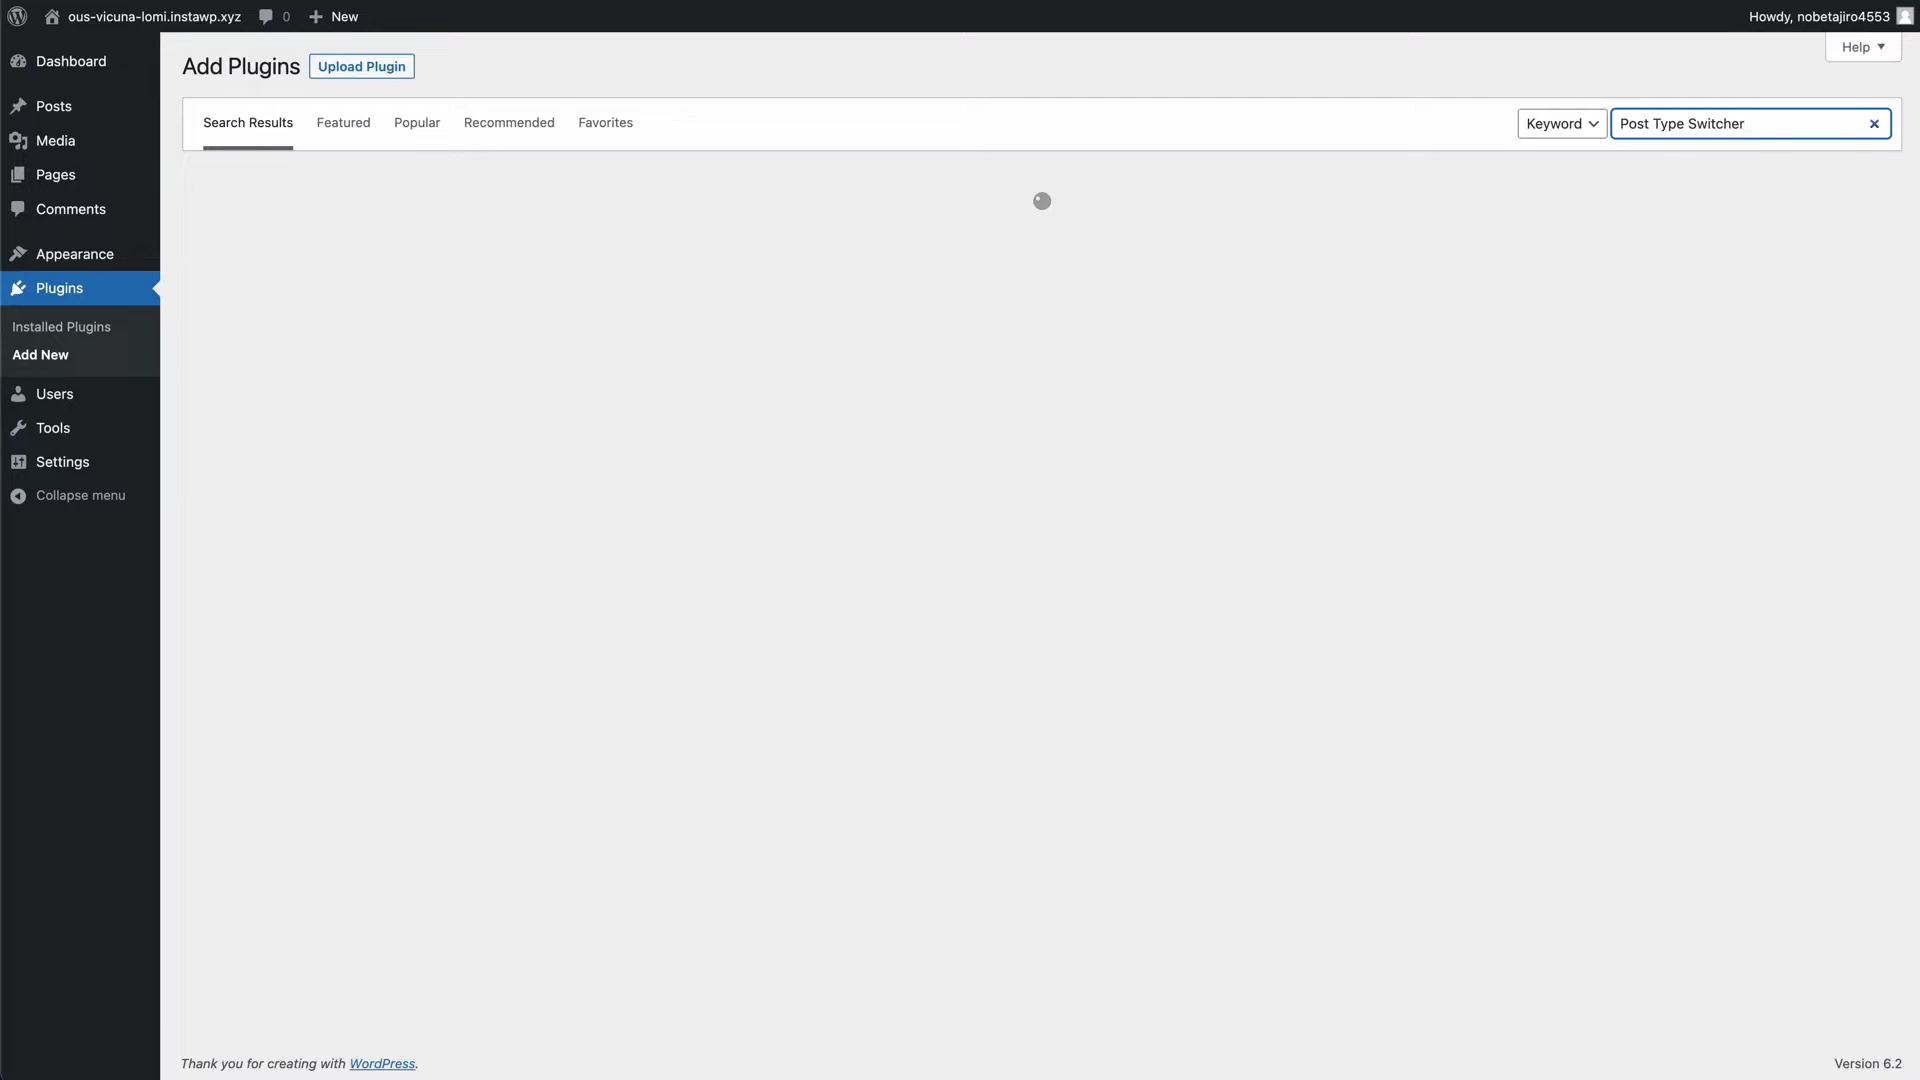 ous-vicuna-lomi.instawp.xyz 0 New Howdy, nobetajiro4553
Help
Dashboard
Posts
Media
Pages
Comments
Appearance
Plugins
Installed Plugins
Add New
Users
Tools
Settings
Collapse menu
Add Plugins Upload Plugin
Search Results Featured Popular Recommended Favorites Keyword Post Type Switcher
Thank you for creating with WordPress. Version 6.2